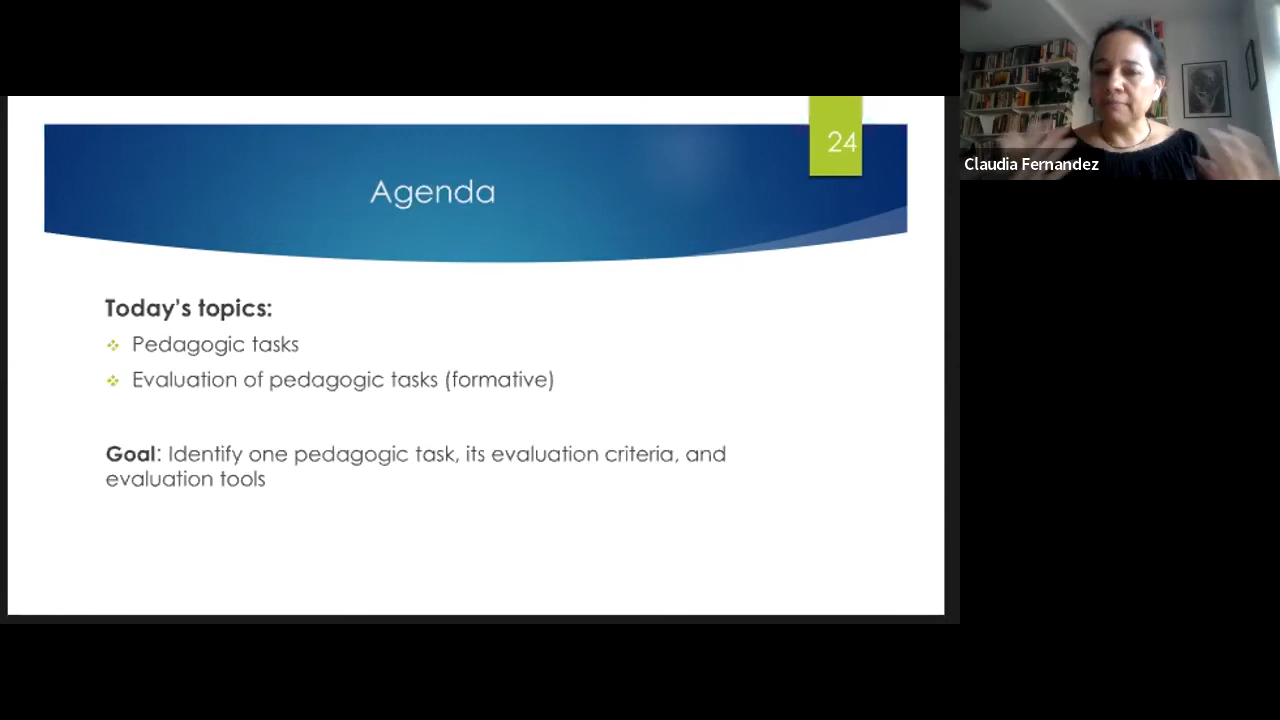 24
Agenda
Today's topics:
Pedagogic tasks
Evaluation of pedagogic tasks (formative)
Goal: Identify one pedagogic task, its evaluation criteria, and
evaluation tools
Claudia Fernandez